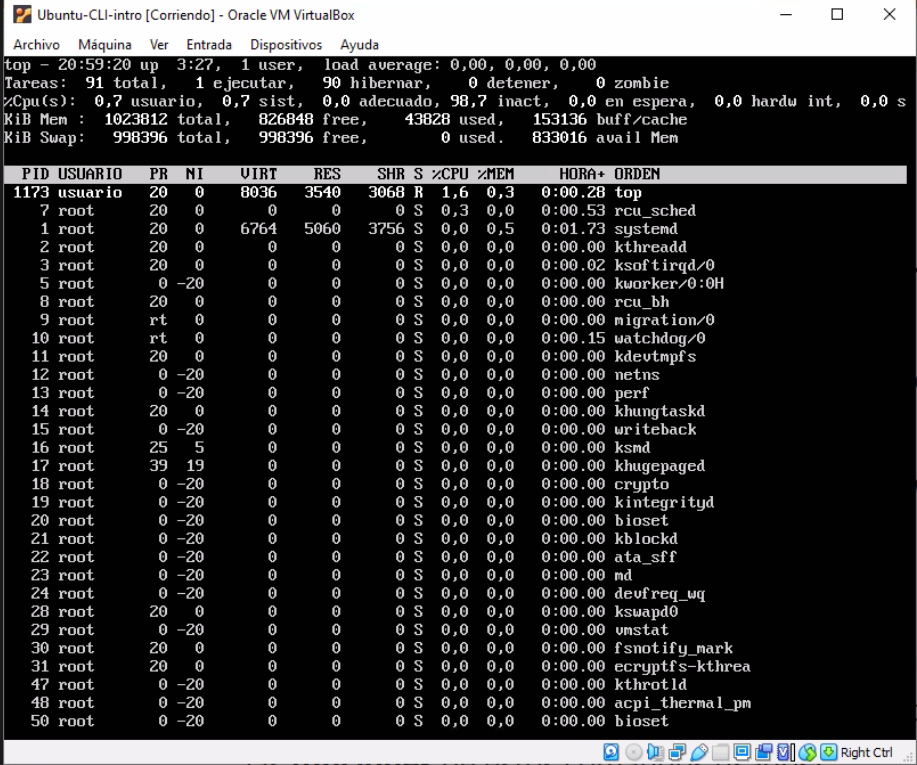 Ubuntu-CLI-intro [Corriendo] - Oracle VM VirtualBox
Archivo Máquina Ver Entrada Dispositivos Ayuda
top - 20:59:20 up 3:27, 1 user, load average: 0,00, 0,00, 0,00
Tareas: 91 total, 1 ejecutar, 90 hibernar, 0 detener, 0 zombie
%Cpu(s): 0,7 usuario, 0,7 sist, 0,0 adecuado, 98,7 inact, 0,0 en espera, 0,0 hardw int, 0,0 s
KiB Mem : 1023812 total, 826848 free, 43828 used, 153136 buff/cache
KiB Swap: 998396 total, 998396 free, 0 used. 833016 avail Mem
PID USUARIO PR NI VIRT RES SHR S %CPU %MEM HORA+ ORDEN
1173 usuario 20 0 8036 3540 3068 R 1,6 0,3 0:00.28 top
7 root 20 0 0 0 0 S 0,3 0,0 0:00.53 rcu_sched
1 root 20 0 6764 5060 3756 S 0,0 0,5 0:01.73 systemd
2 root 20 0 0 0 0 S 0,0 0,0 0:00.00 kthreadd
3 root 20 0 0 0 0 S 0,0 0,0 0:00.02 ksoftirqd/0
5 root 0 -20 0 0 0 S 0,0 0,0 0:00.00 kworker/0:0H
8 root 20 0 0 0 0 S 0,0 0,0 0:00.00 rcu_bh
9 root rt 0 0 0 0 S 0,0 0,0 0:00.00 migration/0
10 root rt 0 0 0 0 S 0,0 0,0 0:00.15 watchdog/0
11 root 20 0 0 0 0 S 0,0 0,0 0:00.00 kdevtmpfs
12 root 0 -20 0 0 0 S 0,0 0,0 0:00.00 netns
13 root 0 -20 0 0 0 S 0,0 0,0 0:00.00 perf
14 root 20 0 0 0 0 S 0,0 0,0 0:00.00 khungtaskd
15 root 0 -20 0 0 0 S 0,0 0,0 0:00.00 writeback
16 root 25 5 0 0 0 S 0,0 0,0 0:00.00 ksmd
17 root 39 19 0 0 0 S 0,0 0,0 0:00.00 khugepaged
18 root 0 -20 0 0 0 S 0,0 0,0 0:00.00 crypto
19 root 0 -20 0 0 0 S 0,0 0,0 0:00.00 kintegrityd
20 root 0 -20 0 0 0 S 0,0 0,0 0:00.00 bioset
21 root 0 -20 0 0 0 S 0,0 0,0 0:00.00 kblockd
22 root 0 -20 0 0 0 S 0,0 0,0 0:00.00 ata_sff
23 root 0 -20 0 0 0 S 0,0 0,0 0:00.00 md
24 root 0 -20 0 0 0 S 0,0 0,0 0:00.00 devfreq_wq
28 root 20 0 0 0 0 S 0,0 0,0 0:00.00 kswapd0
29 root 0 -20 0 0 0 S 0,0 0,0 0:00.00 vmstat
30 root 20 0 0 0 0 S 0,0 0,0 0:00.00 fsnotify_mark
31 root 20 0 0 0 0 S 0,0 0,0 0:00.00 ecryptfs-kthrea
47 root 0 -20 0 0 0 S 0,0 0,0 0:00.00 kthrotld
48 root 0 -20 0 0 0 S 0,0 0,0 0:00.00 acpi_thermal_pm
50 root 0 -20 0 0 0 S 0,0 0,0 0:00.00 bioset
Right Ctrl